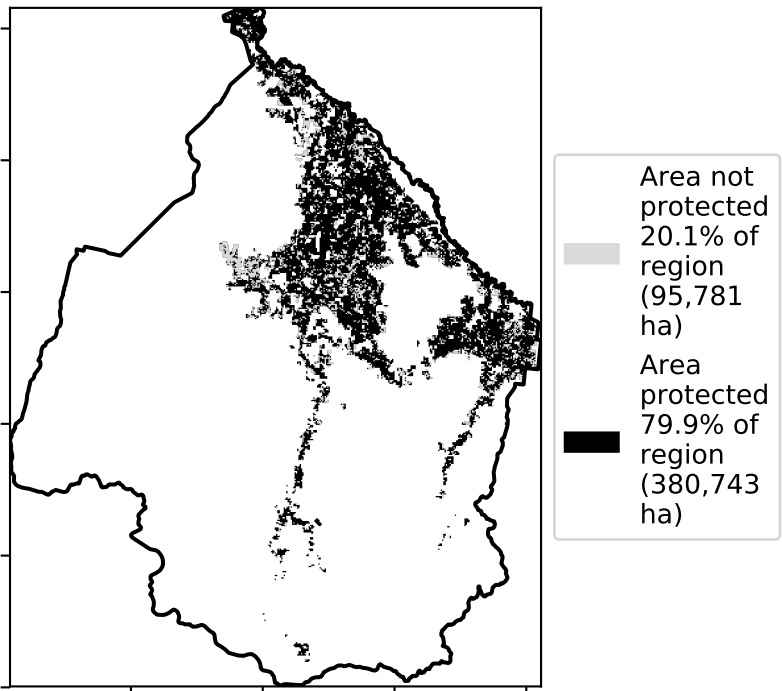 Area not
protected
20.1% of
region
(95,781
ha)
Area
protected
79.9% of
region
(380,743
ha)